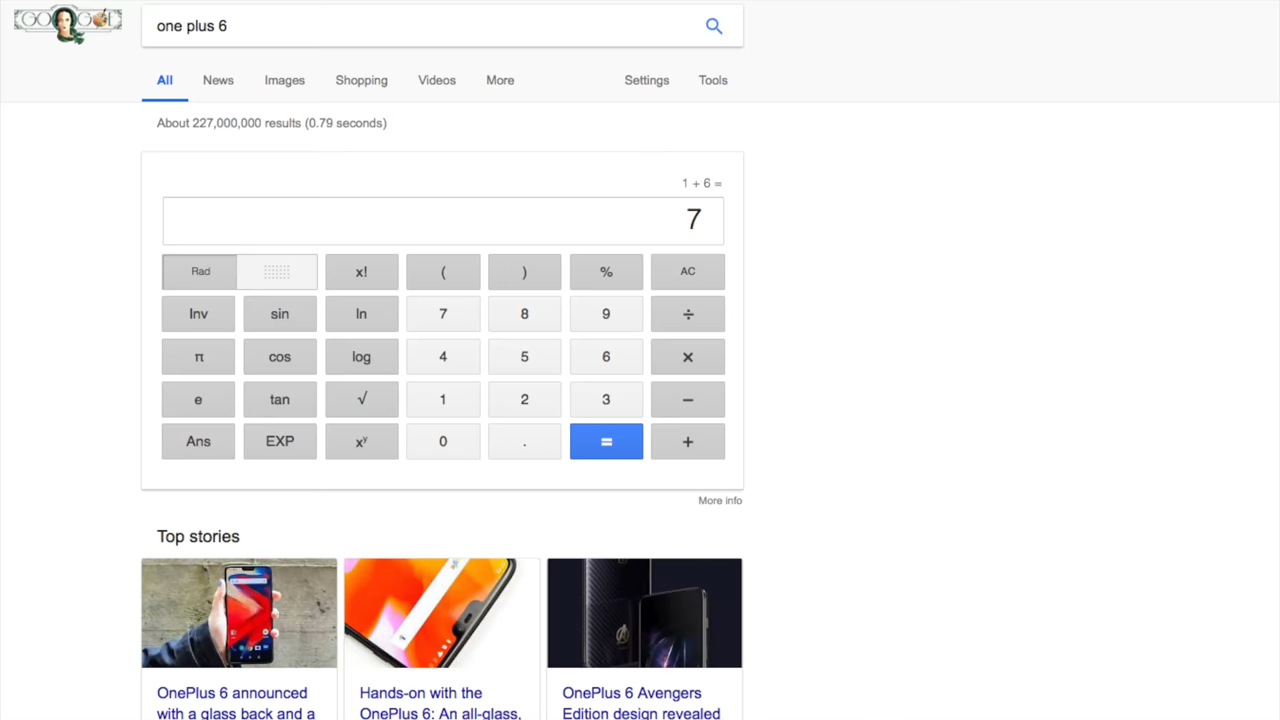 GOOGLE
one plus 6
All News Images Shopping Videos More Settings Tools
About 227,000,000 results (0.79 seconds)
1 + 6 =
7
Rad x! ( ) % AC
Inv sin ln 7 8 9 ÷
π cos log 4 5 6 ×
e tan √ 1 2 3 −
Ans EXP xʸ 0 . = +
More info
Top stories
OnePlus 6 announced
with a glass back and a
Hands-on with the
OnePlus 6: An all-glass,
OnePlus 6 Avengers
Edition design revealed